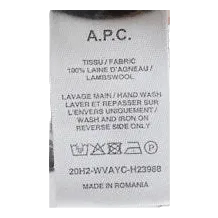 A.P.C.
TISSU / FABRIC
100% LAINE D'AGNEAU /
LAMBSWOOL
LAVAGE MAIN / HAND WASH
LAVER ET REPASSER SUR
L'ENVERS UNIQUEMENT /
WASH AND IRON ON
REVERSE SIDE ONLY
20H2-WVAYC-H23988
MADE IN ROMANIA